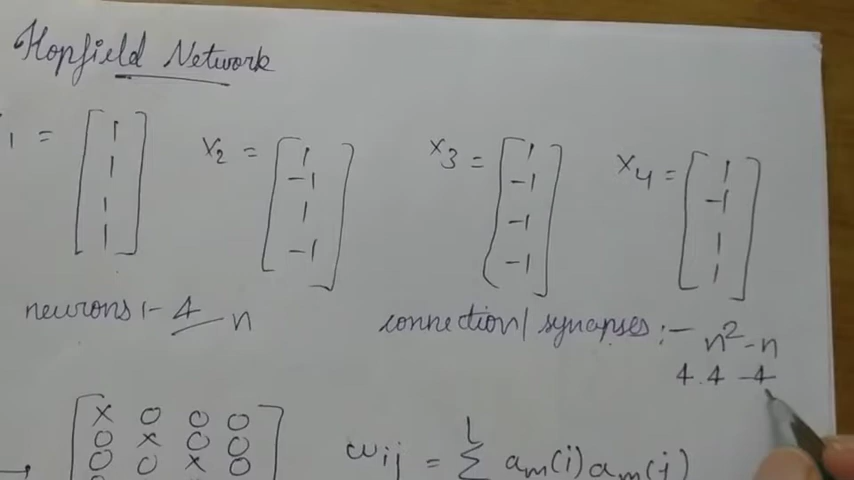 Hopfield Network
1 = [1 1 1 1] X2 = [1 -1 1 -1] X3 = [1 -1 -1 -1] X4 = [1 -1 1 1]
neurons :- 4 n connection/synapses :- n² - n
4.4 - 4
[X 0 0 0
0 X 0 0
0 0 X 0
wij = Σ am(i) am(j)